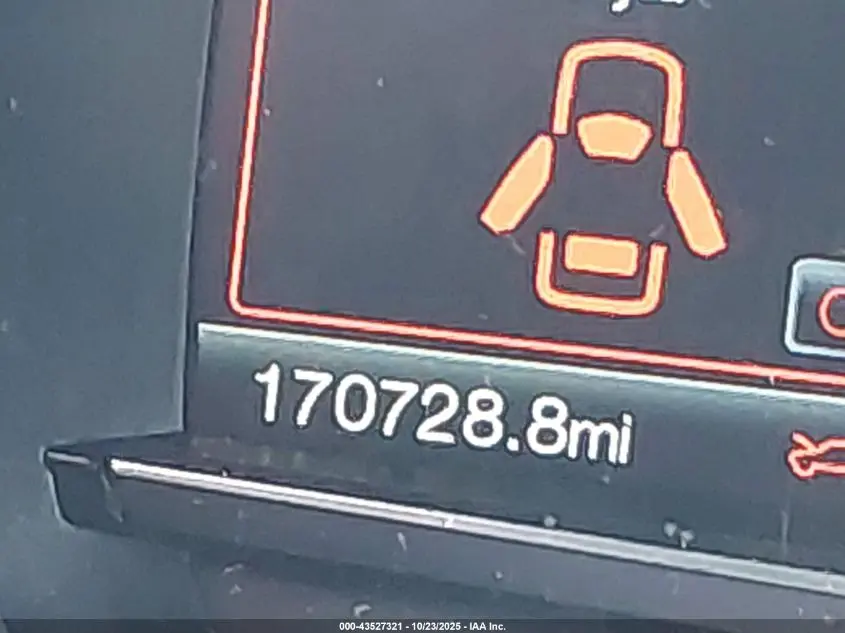 170728.8mi
000-43527321 - 10/23/2025 - IAA Inc.